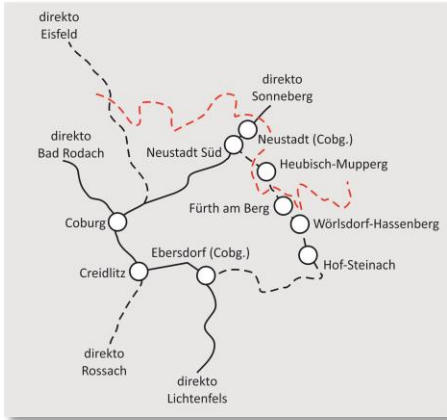 direkto
Eisfeld
direkto
Sonneberg
direkto
Bad Rodach
Neustadt (Cobg.)
Neustadt Süd
Heubisch-Mupperg
Fürth am Berg
Coburg
Wörlsdorf-Hassenberg
Ebersdorf (Cobg.)
Creidlitz
Hof-Steinach
direkto
Rossach
direkto
Lichtenfels